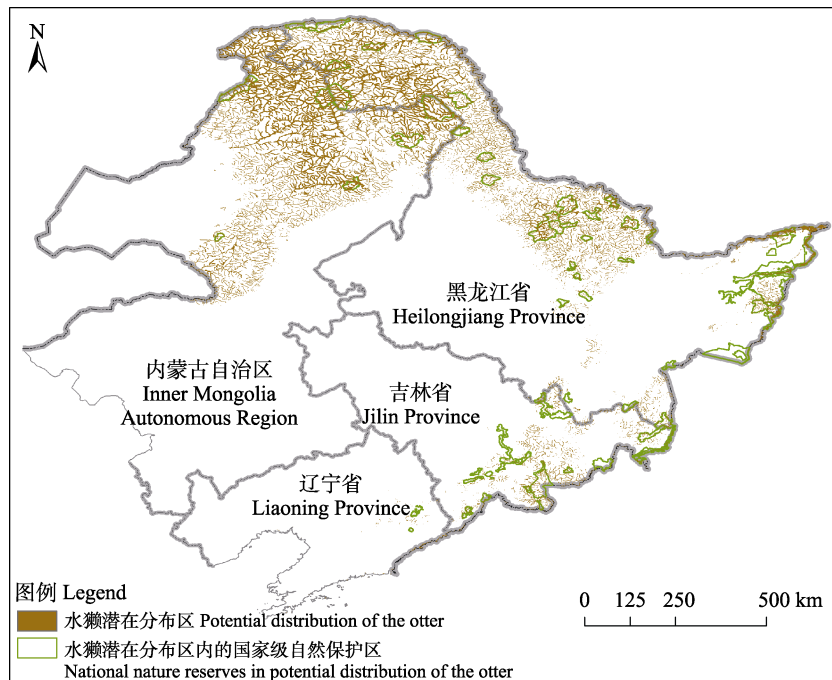 N
黑龙江省
Heilongjiang Province
内蒙古自治区
Inner Mongolia
Autonomous Region
吉林省
Jilin Province
辽宁省
Liaoning Province
图例 Legend
水獭潜在分布区 Potential distribution of the otter
水獭潜在分布区内的国家级自然保护区
National nature reserves in potential distribution of the otter
0 125 250 500 km